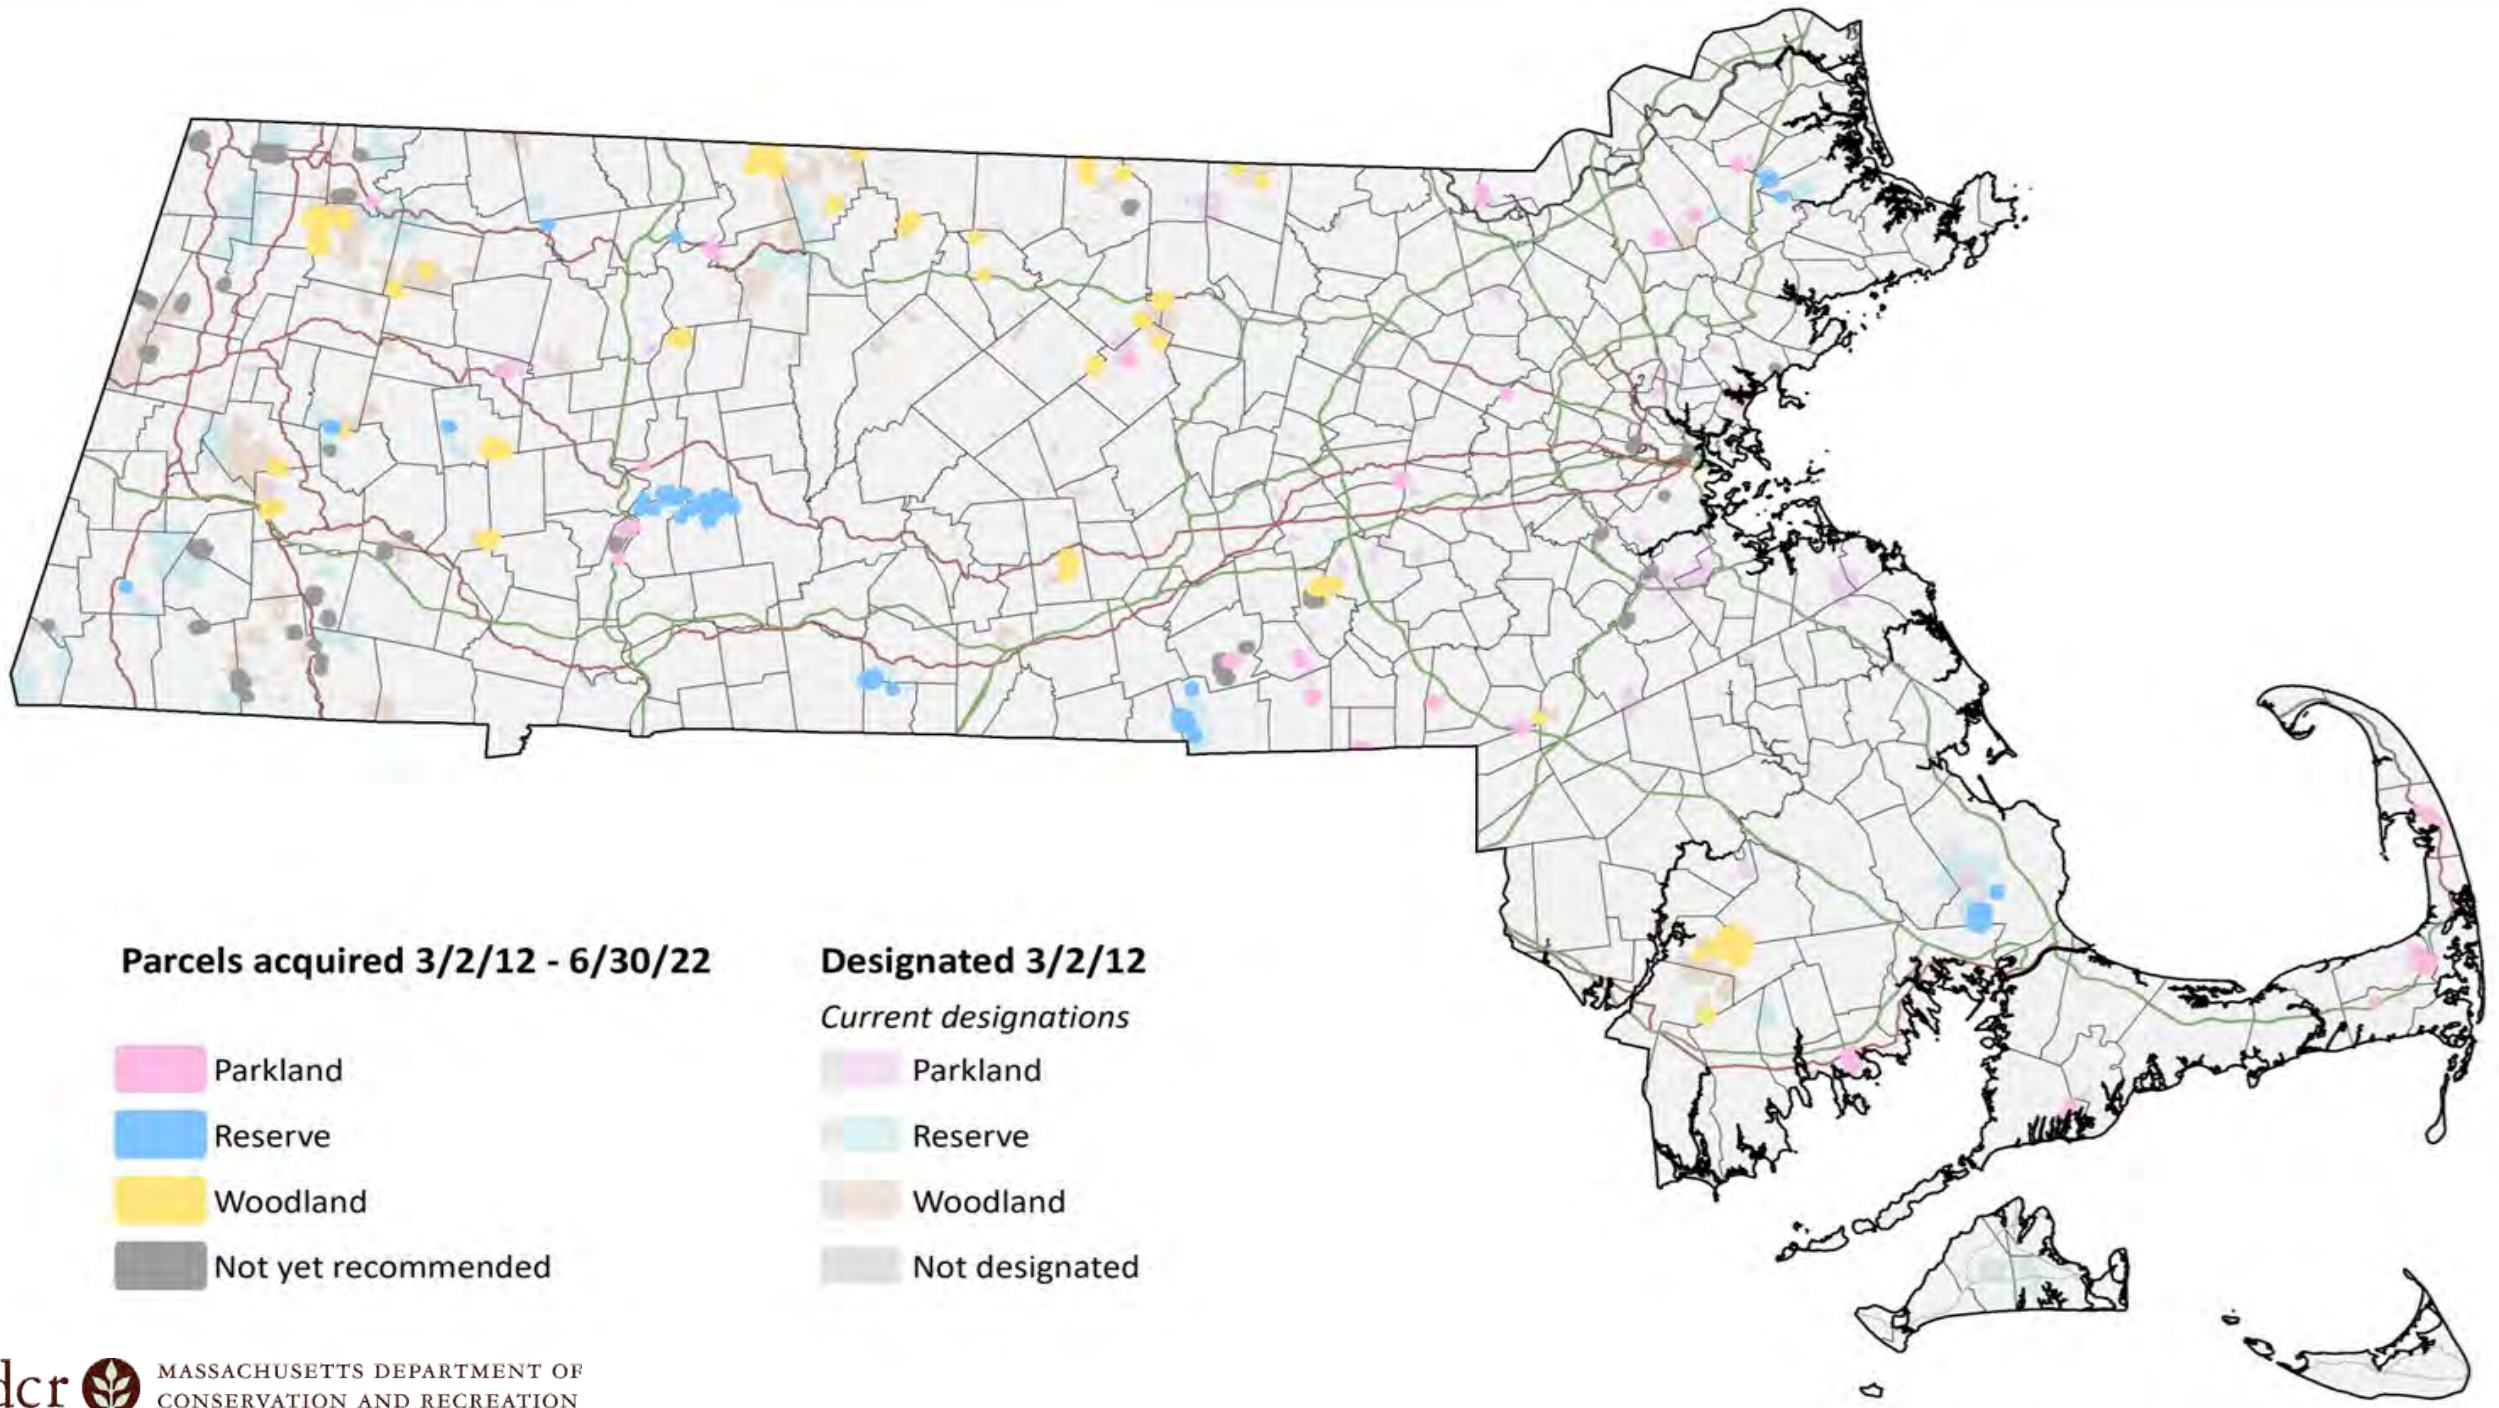 Parcels acquired 3/2/12 - 6/30/22
Parkland
Reserve
Woodland
Not yet recommended
Designated 3/2/12
Current designations
Parkland
Reserve
Woodland
Not designated
dcr
MASSACHUSETTS DEPARTMENT OF
CONSERVATION AND RECREATION